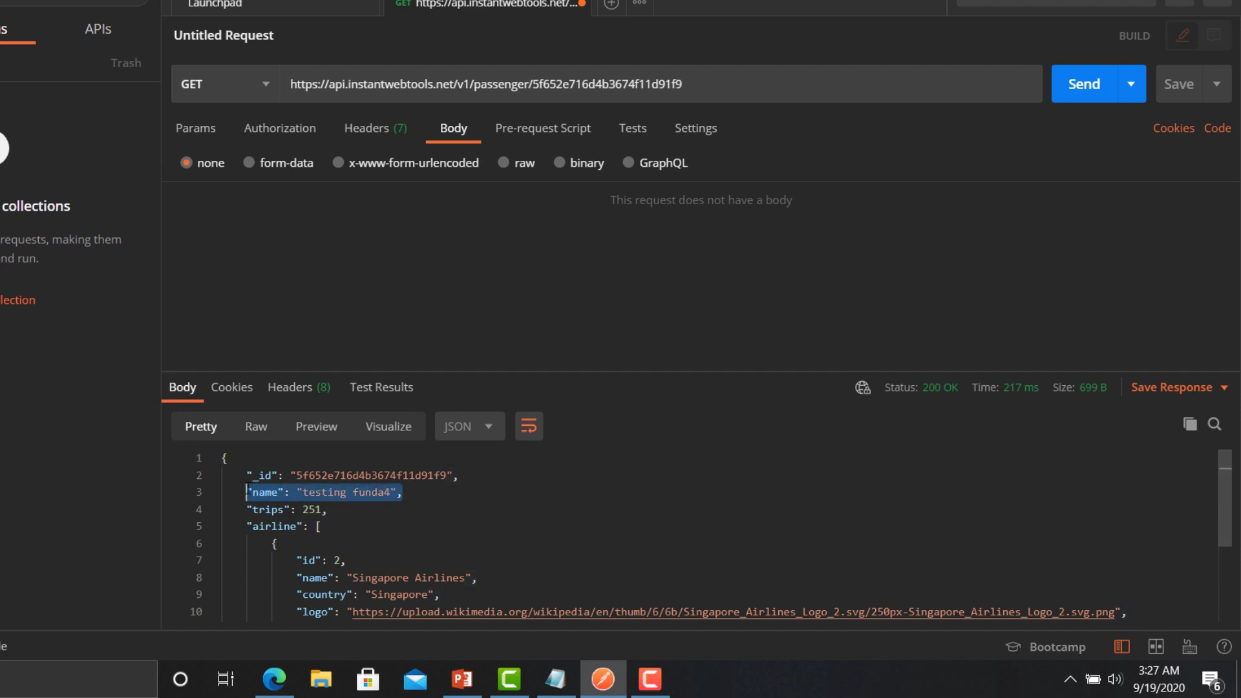 Launchpad
GET https://api.instantwebtools.net/...
s
APIs
Untitled Request
BUILD
Trash
GET
https://api.instantwebtools.net/v1/passenger/5f652e716d4b3674f11d91f9
Send
Save
Params
Authorization
Headers (7)
Body
Pre-request Script
Tests
Settings
Cookies
Code
none
form-data
x-www-form-urlencoded
raw
binary
GraphQL
This request does not have a body
collections
requests, making them
nd run.
lection
Body
Cookies
Headers (8)
Test Results
Status: 200 OK
Time: 217 ms
Size: 699 B
Save Response
Pretty
Raw
Preview
Visualize
JSON
1 {
2 "_id": "5f652e716d4b3674f11d91f9",
3 "name": "testing funda4",
4 "trips": 251,
5 "airline": [
6 {
7 "id": 2,
8 "name": "Singapore Airlines",
9 "country": "Singapore",
10 "logo": "https://upload.wikimedia.org/wikipedia/en/thumb/6/6b/Singapore_Airlines_Logo_2.svg/250px-Singapore_Airlines_Logo_2.svg.png",
le
Bootcamp
3:27 AM
9/19/2020
6